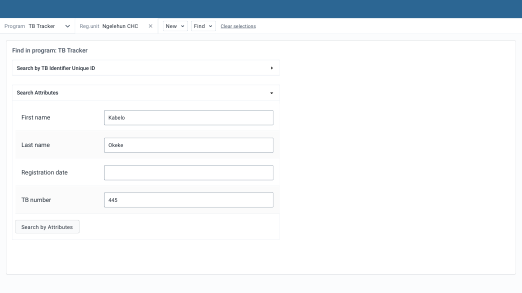 Program TB Tracker Reg unit Ngelehun CHC × New Find Clear selections
Find in program: TB Tracker
Search by TB Identifier Unique ID
Search Attributes
First name Kabelo
Last name Okeke
Registration date
TB number 445
Search by Attributes